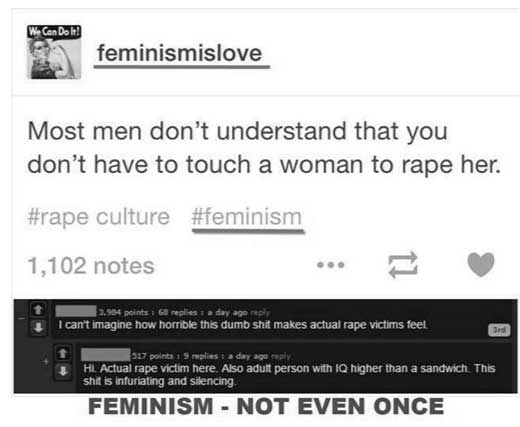 We Can Do It!
feminismislove
Most men don't understand that you
don't have to touch a woman to rape her.
#rape culture #feminism
1,102 notes
3,984 points : 68 replies : a day ago reply
I can't imagine how horrible this dumb shit makes actual rape victims feel.
3rd
517 points : 9 replies : a day ago reply
Hi. Actual rape victim here. Also adult person with IQ higher than a sandwich. This
shit is infuriating and silencing.
FEMINISM - NOT EVEN ONCE